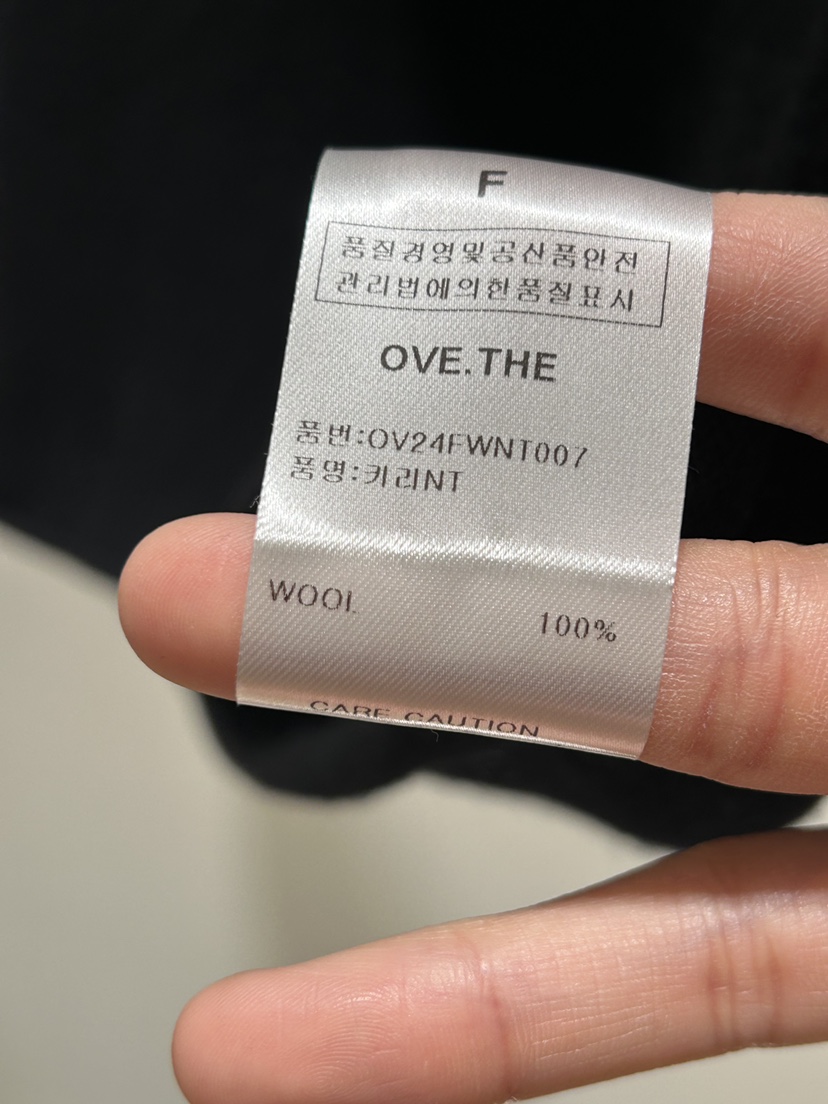 F
품질경영및공산품안전
관리법에의한품질표시
OVE.THE
품번:OV24FWNT007
품명:키리NT
WOOL 100%
CARE CAUTION